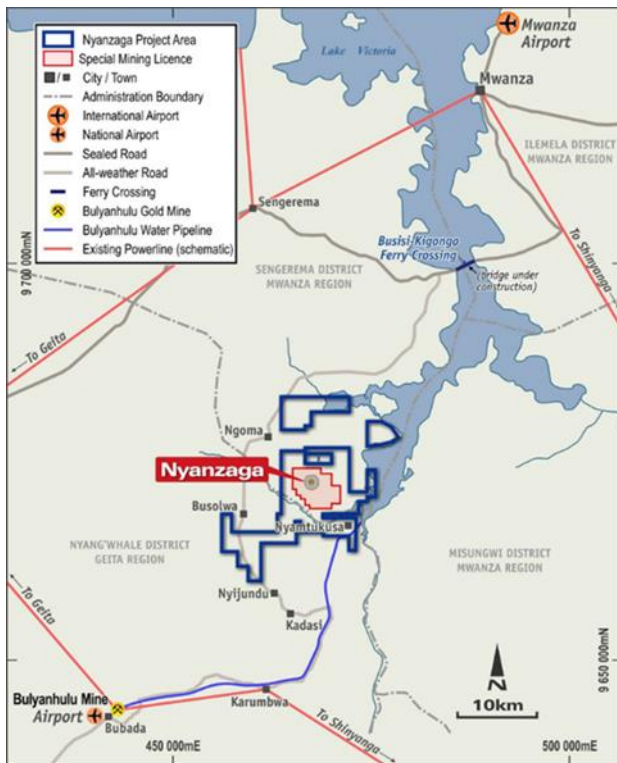 Nyanzaga Project Area
Special Mining Licence
City / Town
Administration Boundary
International Airport
National Airport
Sealed Road
All-weather Road
Ferry Crossing
Bulyanhulu Gold Mine
Bulyanhulu Water Pipeline
Existing Powerline (schematic)
Lake Victoria
Mwanza
Airport
Mwanza
ILEMELA DISTRICT
MWANZA REGION
To Shinyanga
Sengerema
Busisi-Kigongo
Ferry Crossing
(bridge under
construction)
SENGEREMA DISTRICT
MWANZA REGION
9 700 000mN
To Geita
Ngoma
Nyanzaga
Busolwa
Nyamtukusa
NYANG'WHALE DISTRICT
GEITA REGION
MISUNGWI DISTRICT
MWANZA REGION
To Geita
Nyijundu
Kadasi
9 650 000mN
Bulyanhulu Mine
Airport
Bubada
Karumbwa
To Shinyanga
N
10km
450 000mE
500 000mE